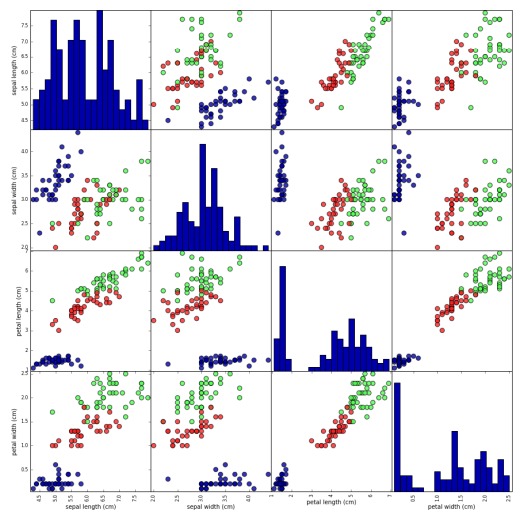 sepal length (cm)
7.5
7.0
6.5
6.0
5.5
5.0
4.5
sepal width (cm)
4.0
3.5
3.0
2.5
2.0
petal length (cm)
7
6
5
4
3
2
1
petal width (cm)
2.5
2.0
1.5
1.0
0.5
4.5 5.0 5.5 6.0 6.5 7.0 7.5
sepal length (cm)
2.0 2.5 3.0 3.5 4.0
sepal width (cm)
1 2 3 4 5 6 7
petal length (cm)
0.5 1.0 1.5 2.0 2.5
petal width (cm)